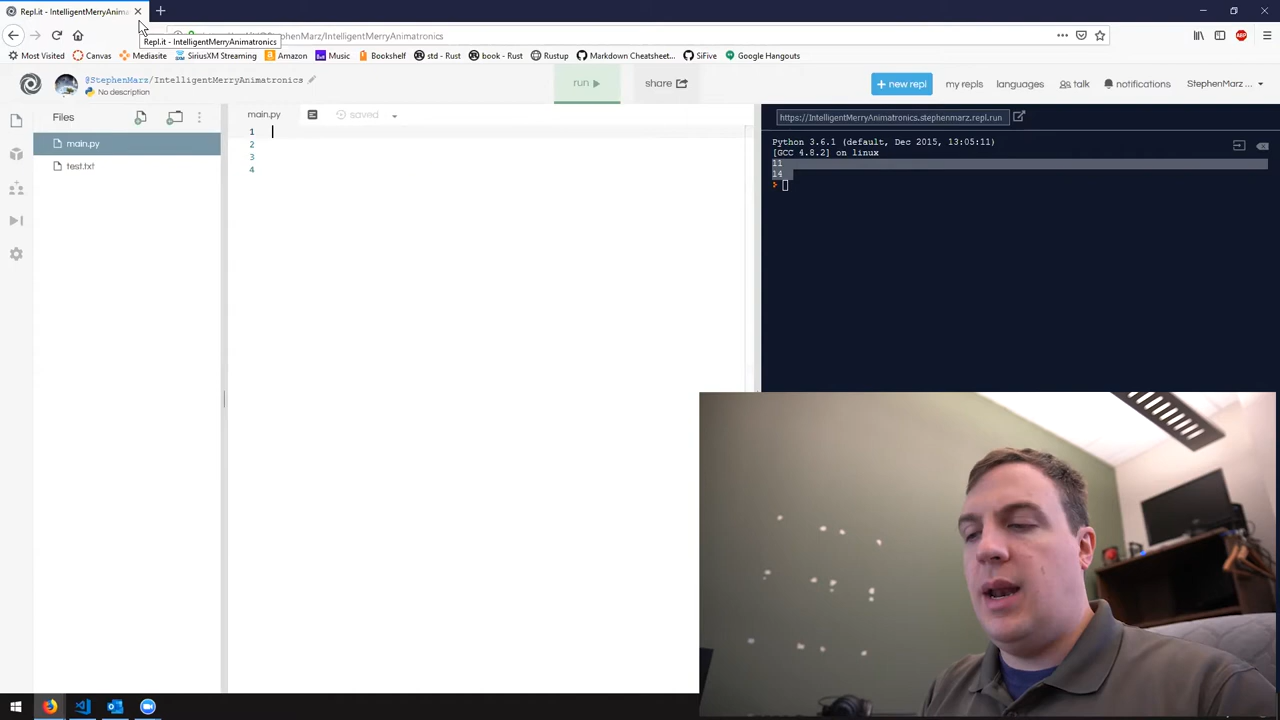 Repl.it - IntelligentMerryAnima
Repl.it - IntelligentMerryAnimatronics
phenMarz/IntelligentMerryAnimatronics
Most Visited Canvas Mediasite SiriusXM Streaming Amazon Music Bookshelf std - Rust book - Rust Rustup Markdown Cheatsheet... SiFive Google Hangouts
@StephenMarz/IntelligentMerryAnimatronics
No description
run
share
+ new repl
my repls
languages
talk
notifications
StephenMarz ...
Files
main.py
test.txt
main.py
saved
1
2
3
4
https://IntelligentMerryAnimatronics.stephenmarz.repl.run
Python 3.6.1 (default, Dec 2015, 13:05:11)
[GCC 4.8.2] on linux
11
14